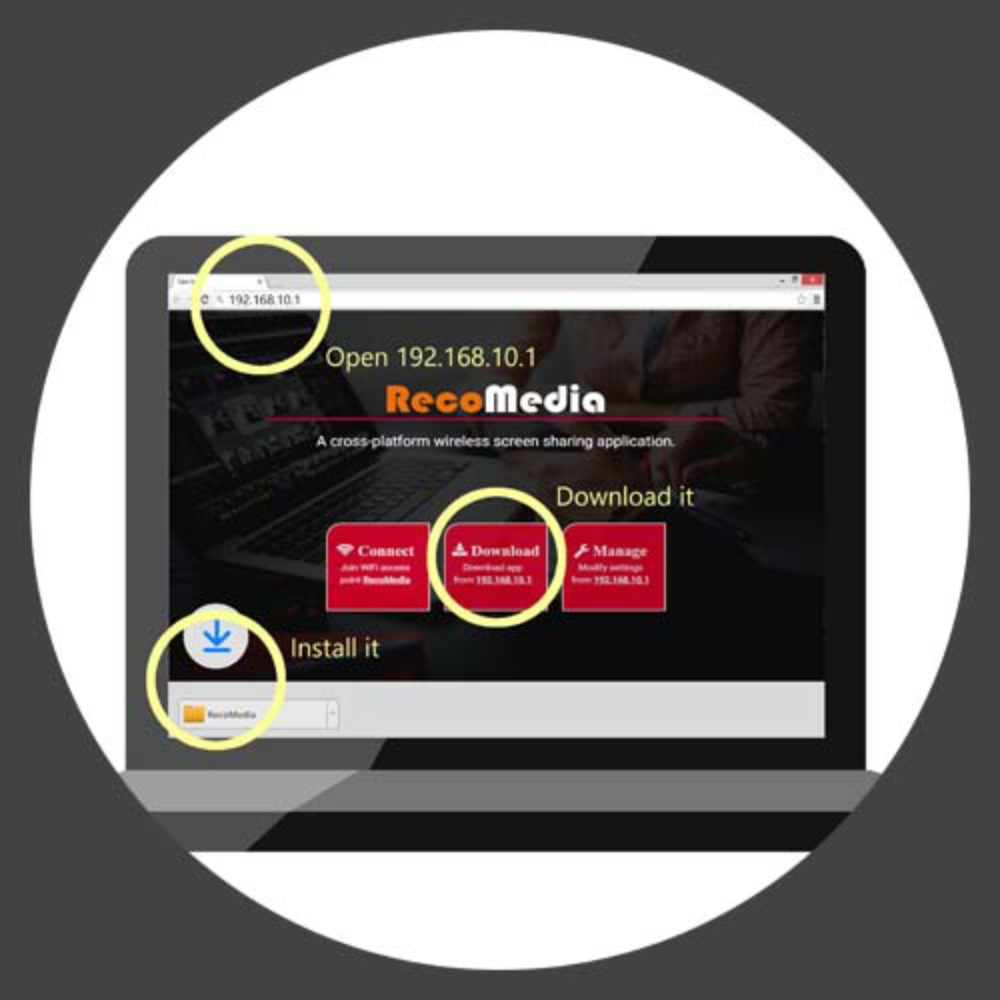 192.168.10.1
Open 192.168.10.1
RecoMedia
A cross-platform wireless screen sharing application.
Download it
Connect
Join WiFi access
point RecoMedia
Download
Download app
from 192.168.10.1
Manage
Modify settings
from 192.168.10.1
Install it
RecoMedia